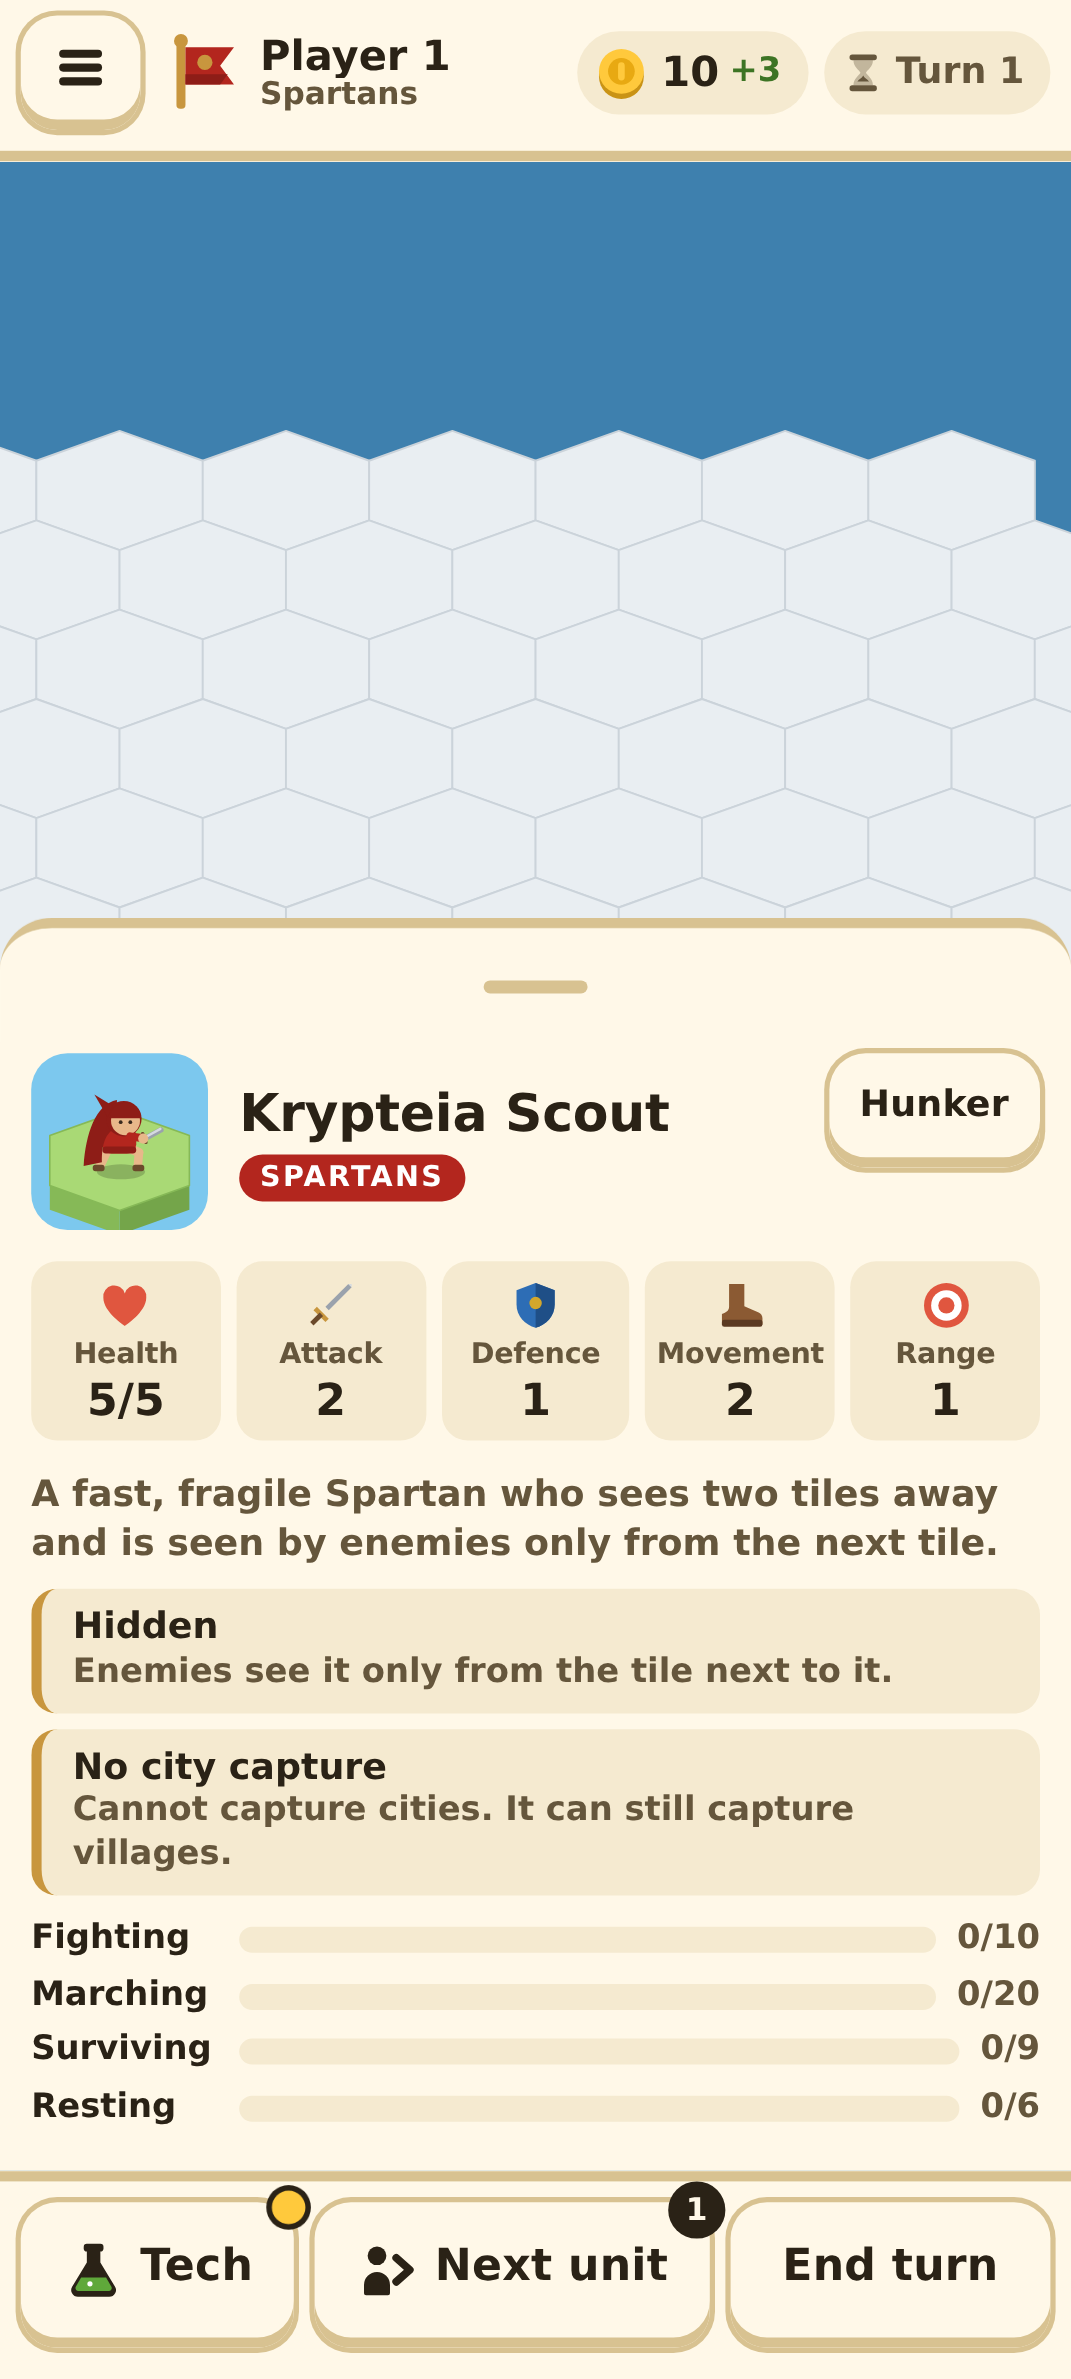 Player 1
Spartans
10 +3
Turn 1
Krypteia Scout
SPARTANS
Hunker
Health
5/5
Attack
2
Defence
1
Movement
2
Range
1
A fast, fragile Spartan who sees two tiles away
and is seen by enemies only from the next tile.
Hidden
Enemies see it only from the tile next to it.
No city capture
Cannot capture cities. It can still capture
villages.
Fighting 0/10
Marching 0/20
Surviving 0/9
Resting 0/6
Tech
Next unit
1
End turn